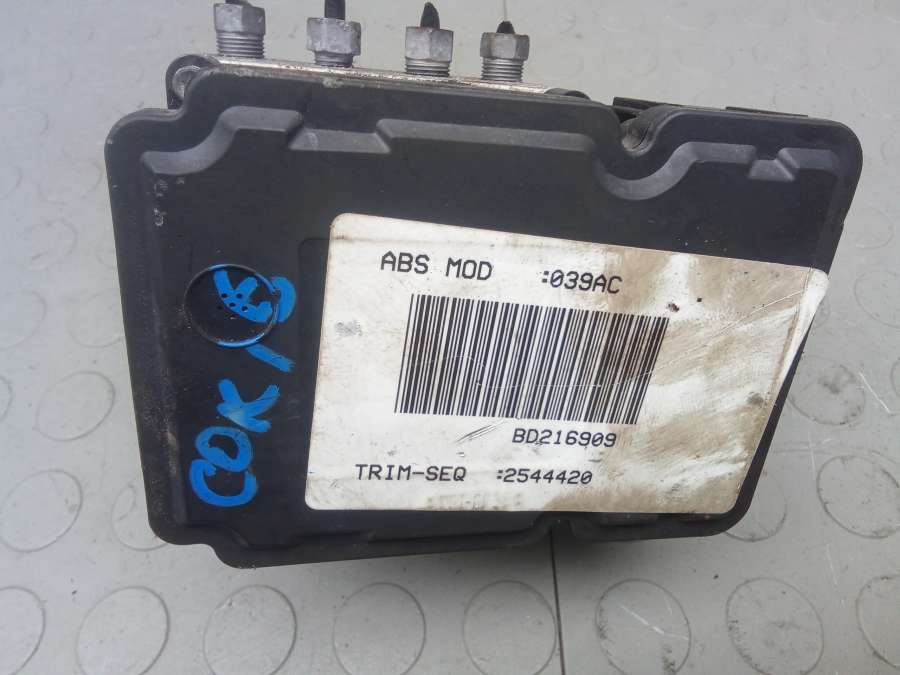 ABS MOD :039AC
BD216909
TRIM-SEQ :2544420